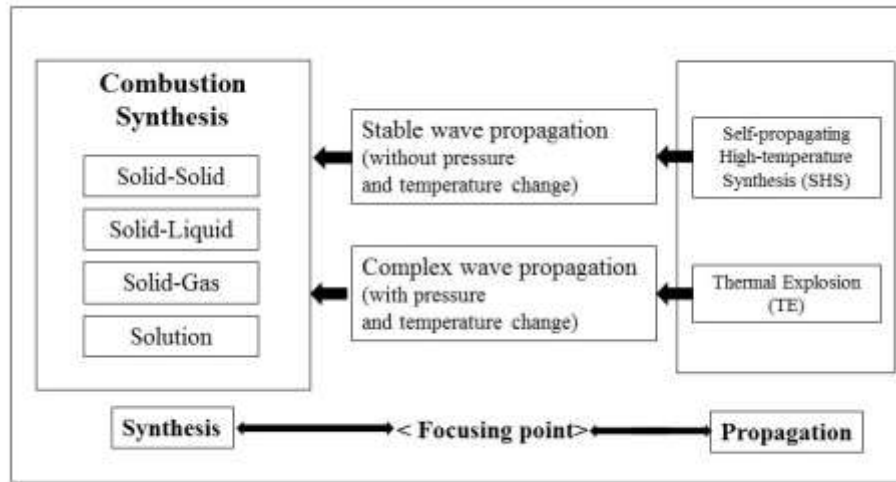 Combustion
Synthesis
Solid-Solid
Solid-Liquid
Solid-Gas
Solution
Stable wave propagation
(without pressure
and temperature change)
Complex wave propagation
(with pressure
and temperature change)
Self-propagating
High-temperature
Synthesis (SHS)
Thermal Explosion
(TE)
Synthesis
< Focusing point>
Propagation